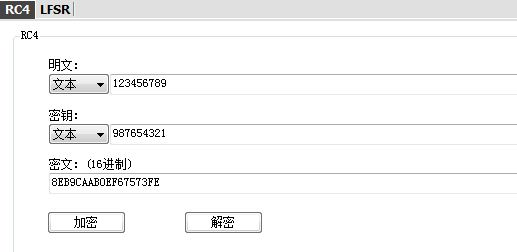 RC4 LFSR
RC4
明文：
文本 123456789
密钥：
文本 987654321
密文：(16进制)
8EB9CAAB0EF67573FE
加密 解密